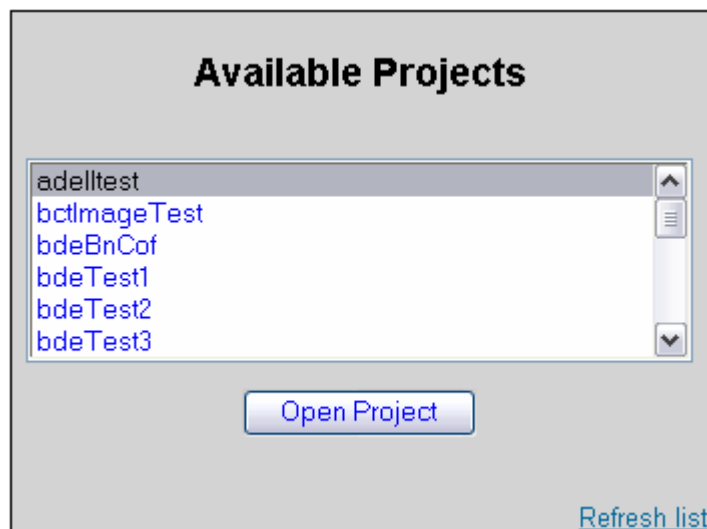 Available Projects
adelltest
bctImageTest
bdeBnCof
bdeTest1
bdeTest2
bdeTest3
Open Project
Refresh list